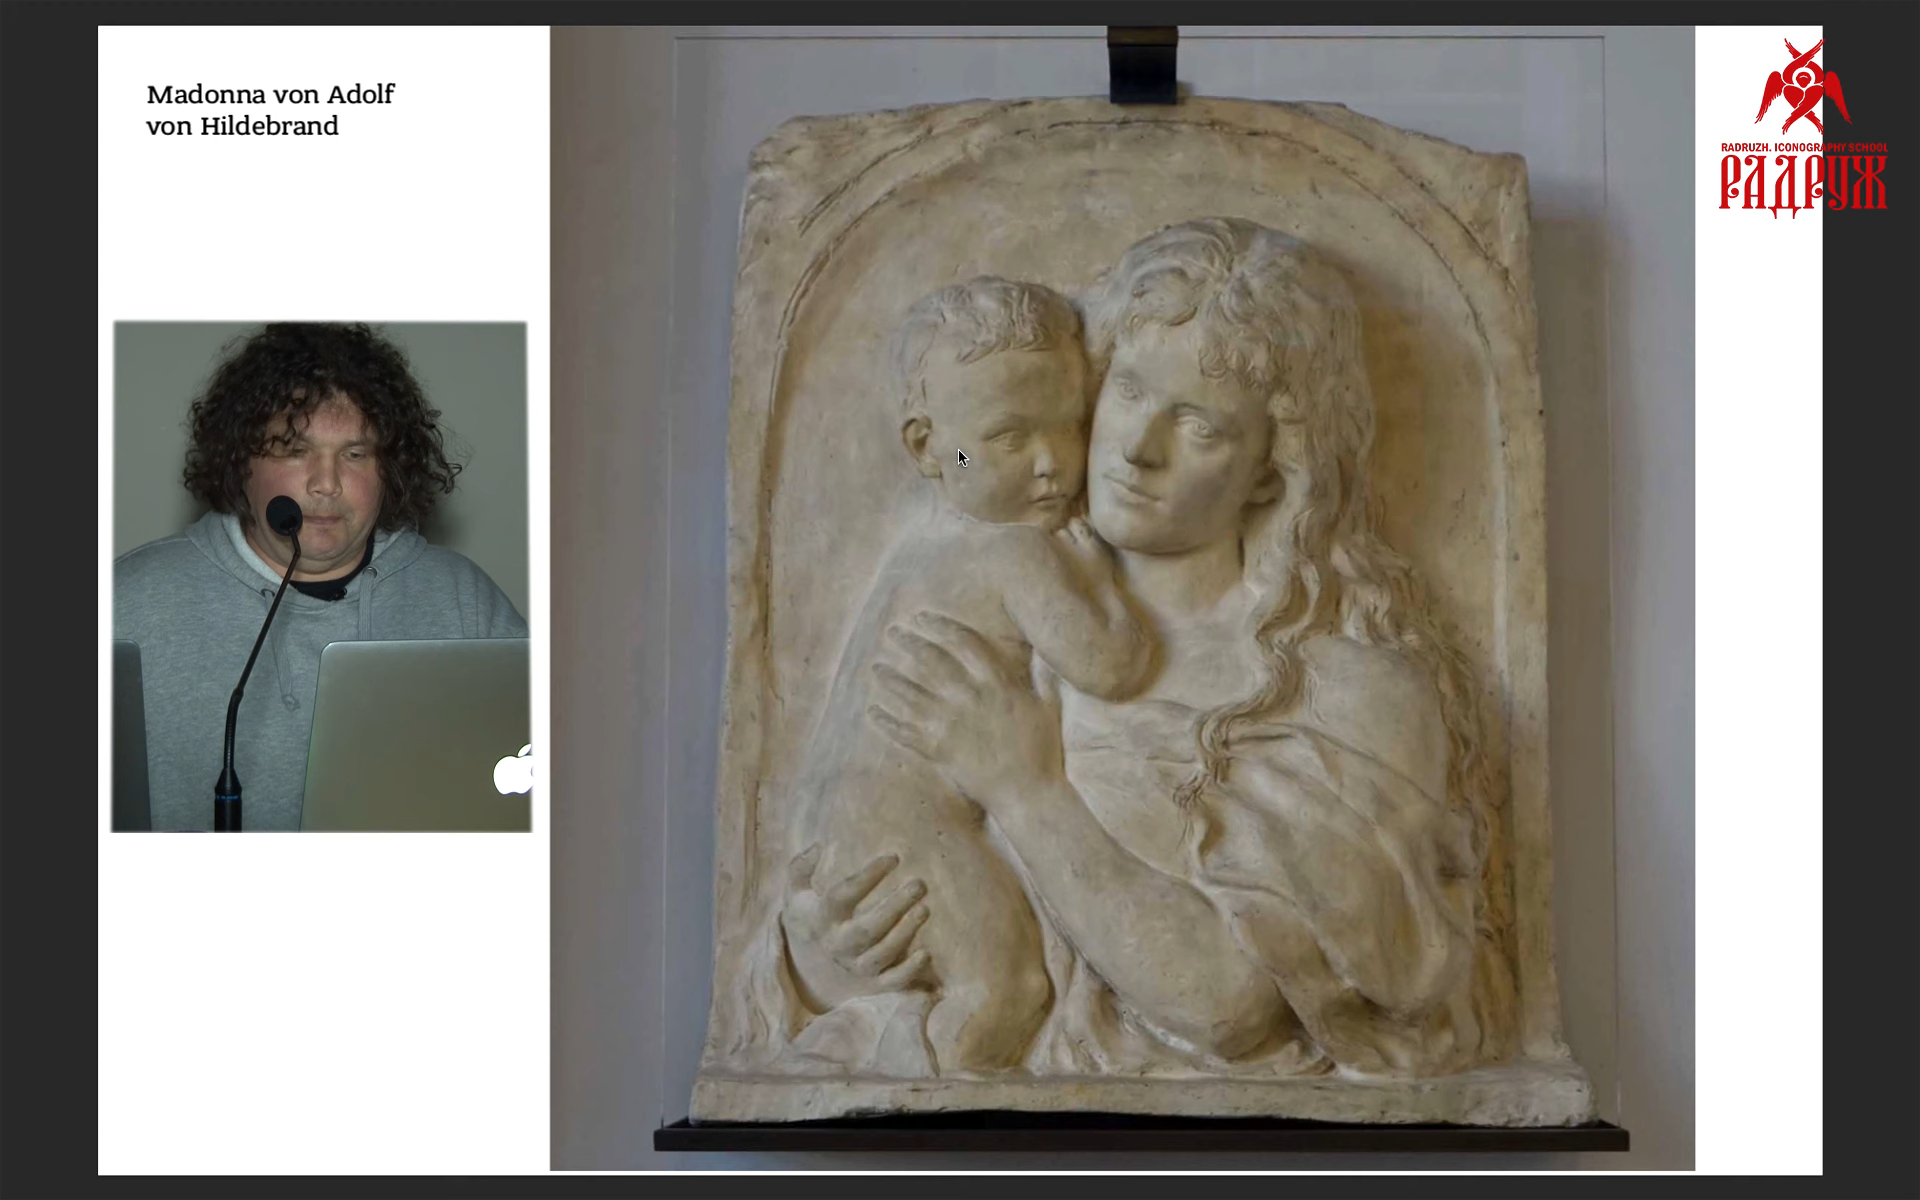 Madonna von Adolf
von Hildebrand
RADRUZH. ICONOGRAPHY SCHOOL
РАДРУЖ